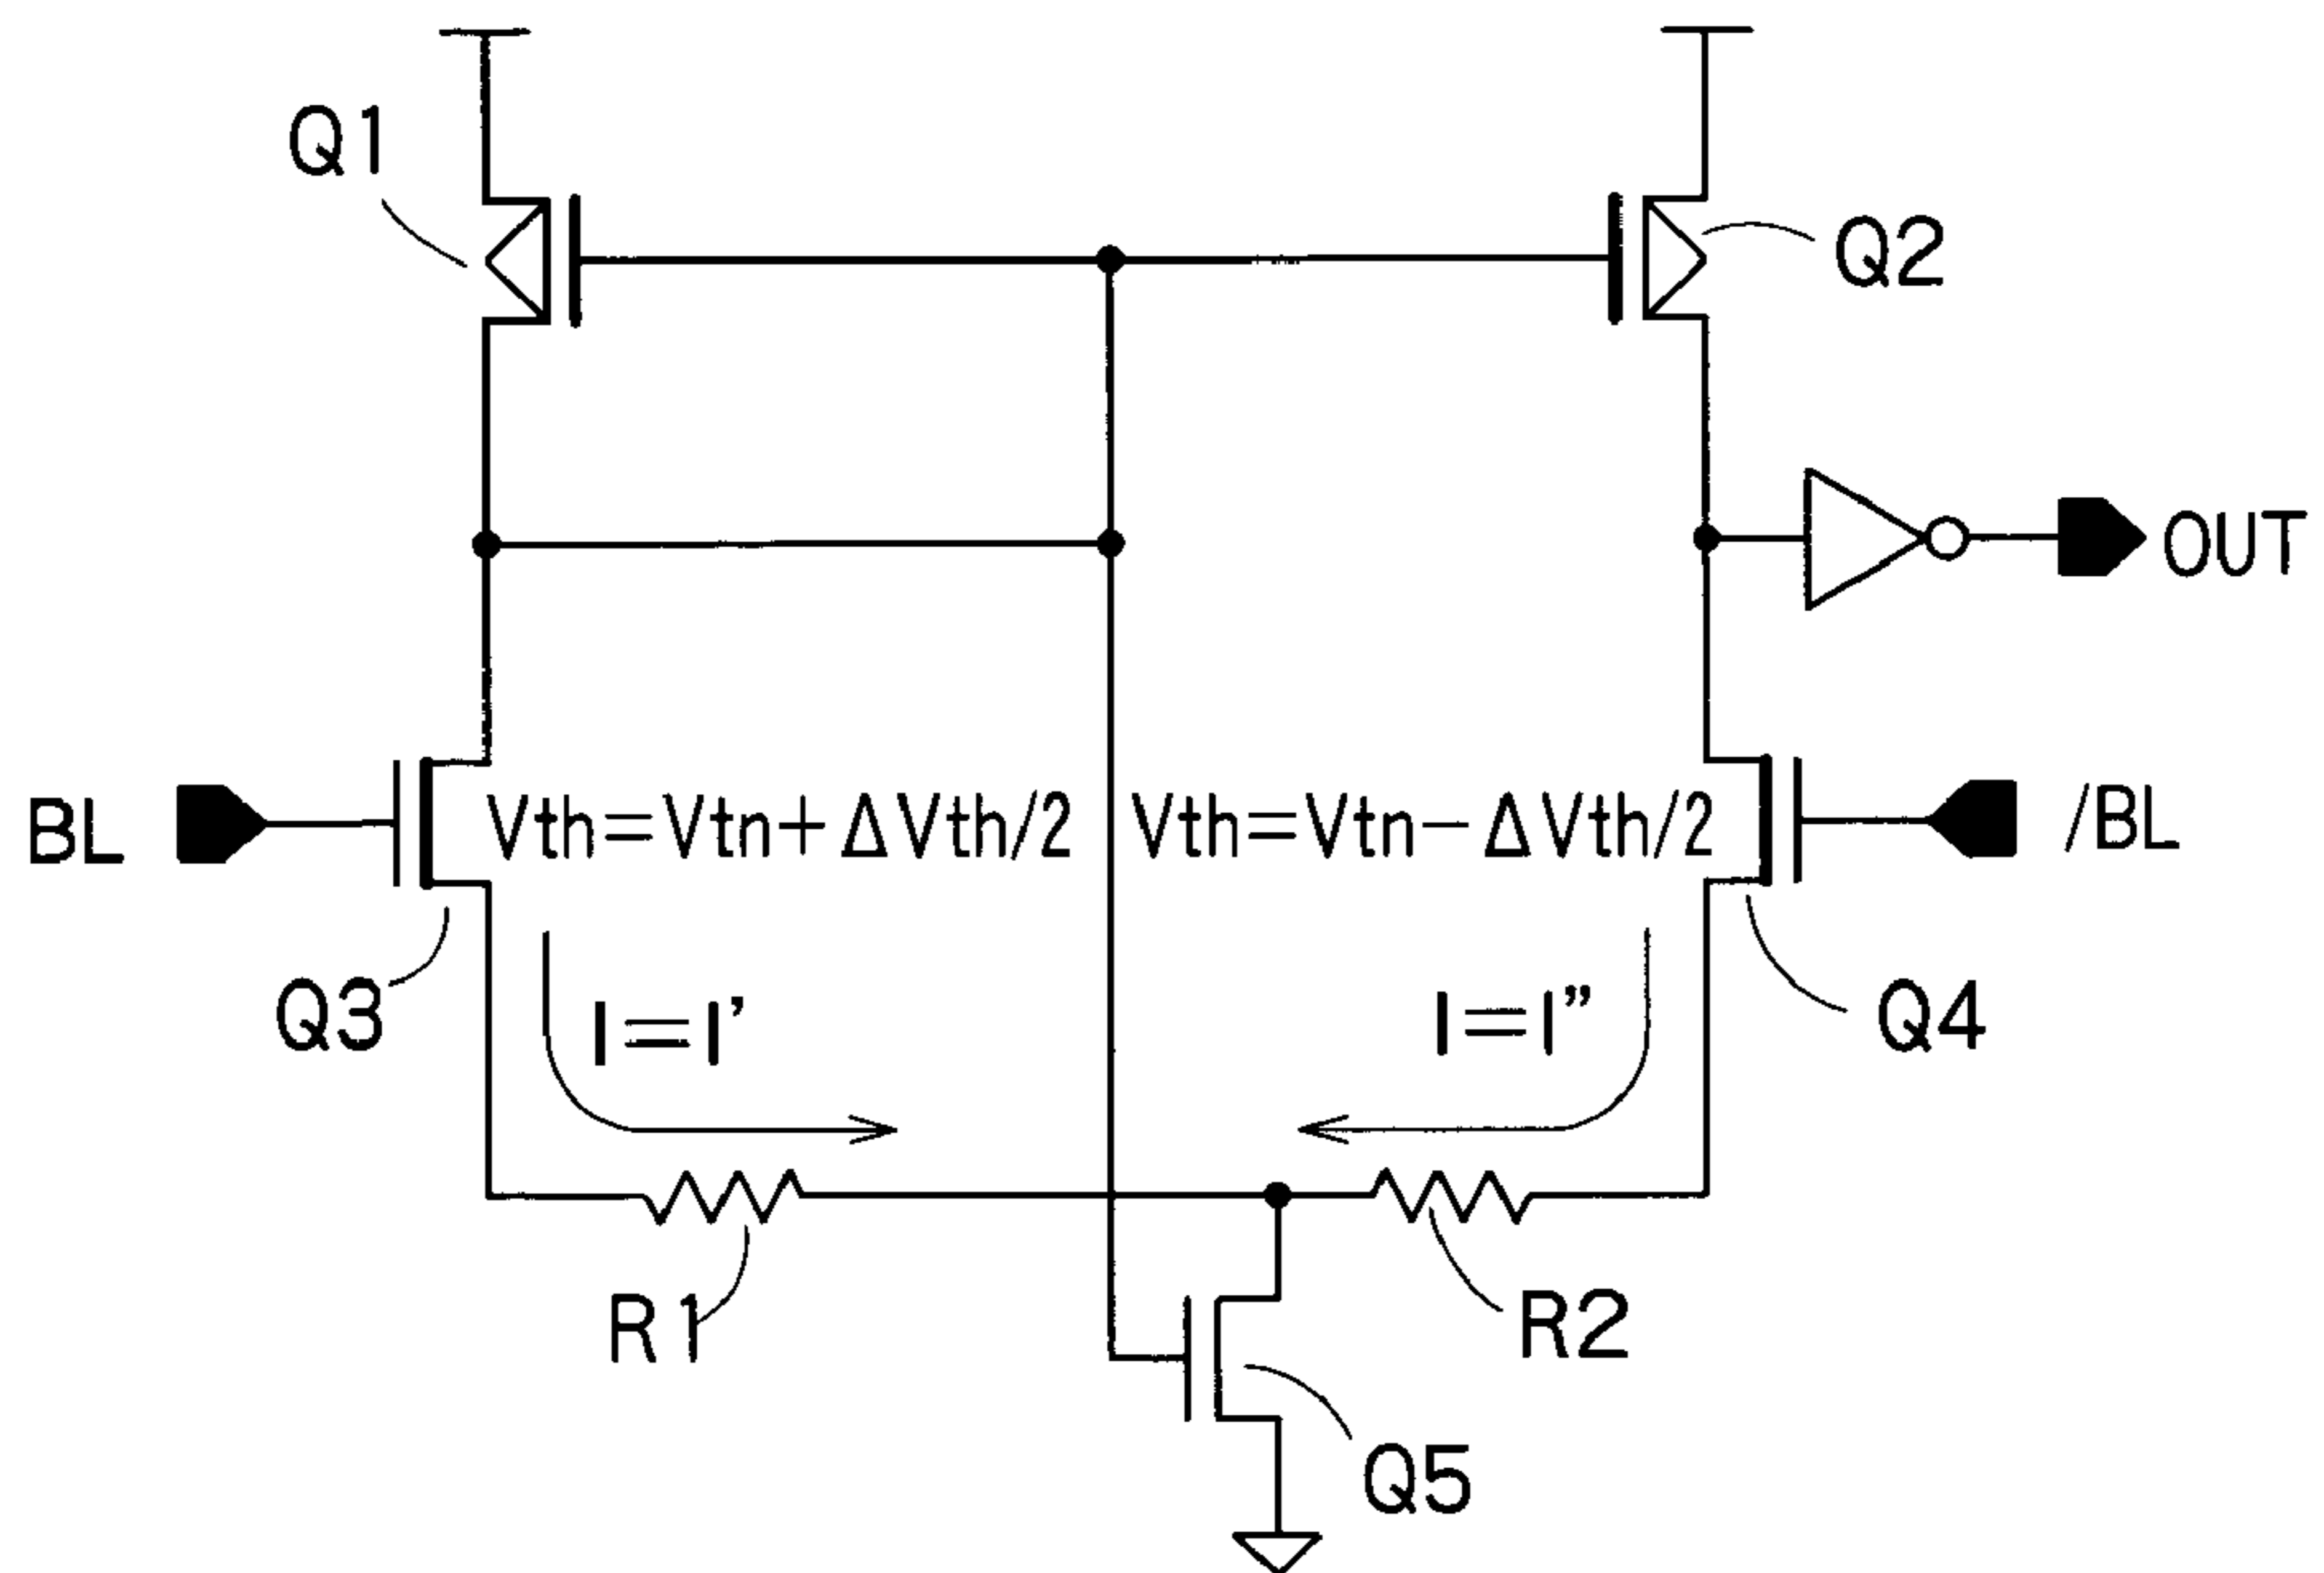 Q1
Q2
OUT
BL
Vth=Vtn+ΔVth/2
Vth=Vtn−ΔVth/2
/BL
Q3
I=I'
I=I”
Q4
R1
R2
Q5